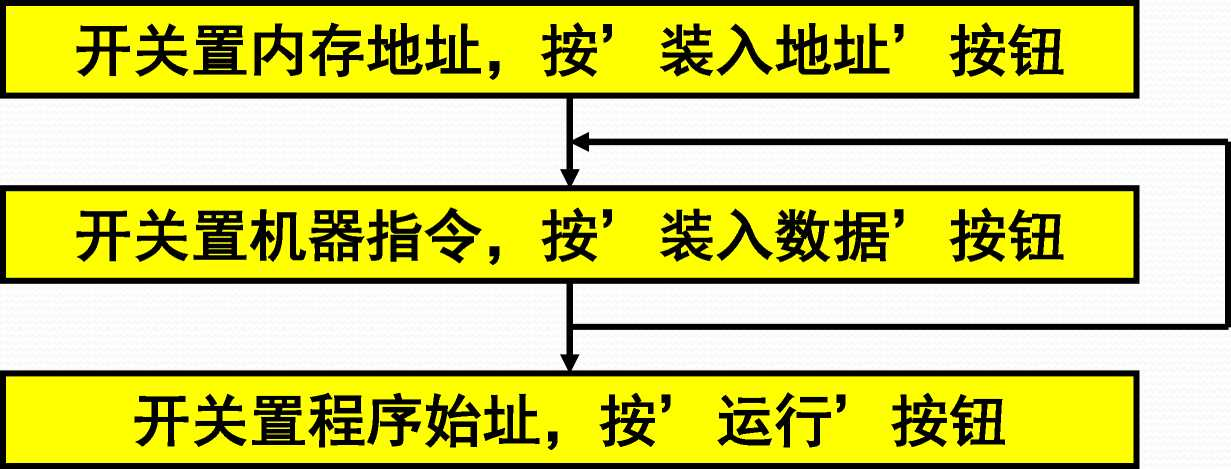 开关置内存地址，按’装入地址’按钮
开关置机器指令，按’装入数据’按钮
开关置程序始址，按’运行’按钮